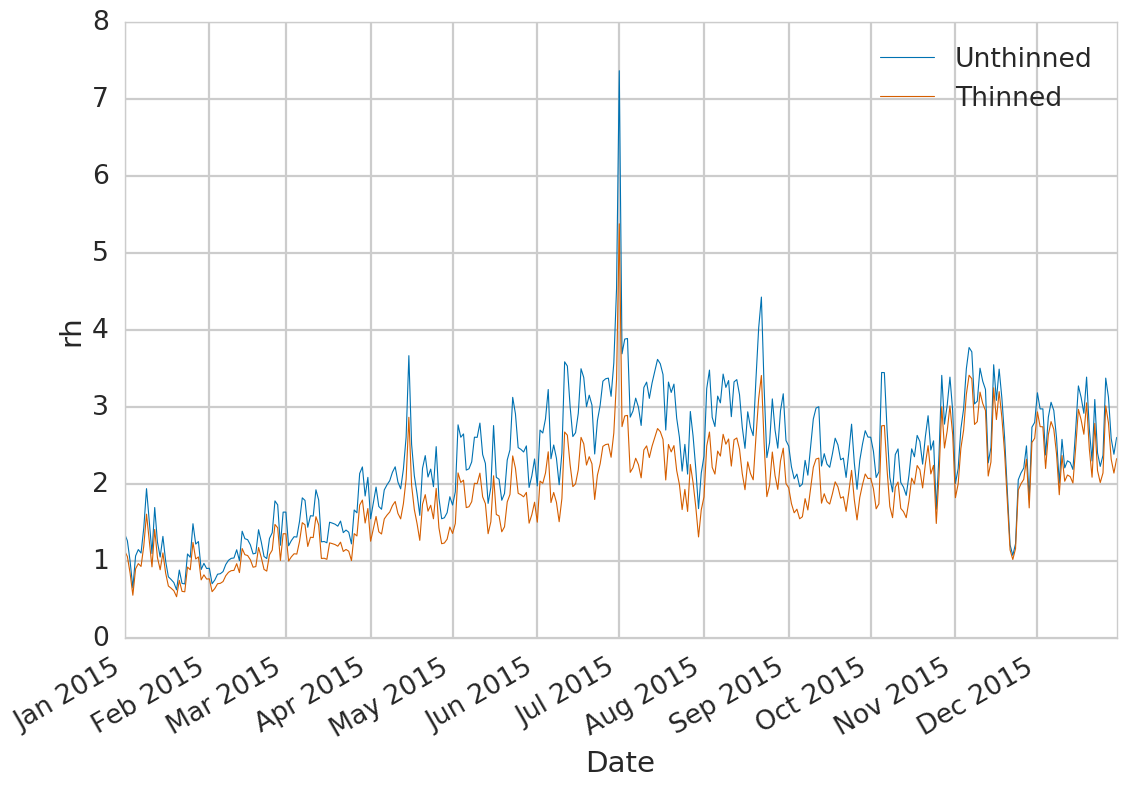 8
7
6
5
4
3
2
1
0
rh
Unthinned
Thinned
Jan 2015
Feb 2015
Mar 2015
Apr 2015
May 2015
Jun 2015
Jul 2015
Aug 2015
Sep 2015
Oct 2015
Nov 2015
Dec 2015
Date